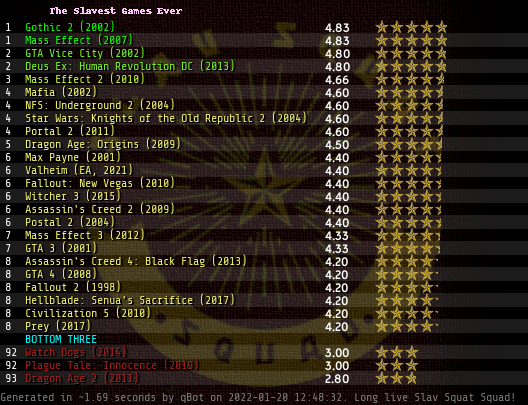 The Slavest Games Ever
1 Gothic 2 (2002) 4.83
1 Mass Effect (2007) 4.83
2 GTA Vice City (2002) 4.80
2 Deus Ex: Human Revolution DC (2013) 4.80
3 Mass Effect 2 (2010) 4.66
4 Mafia (2002) 4.60
4 NFS: Underground 2 (2004) 4.60
4 Star Wars: Knights of the Old Republic 2 (2004) 4.60
4 Portal 2 (2011) 4.60
5 Dragon Age: Origins (2009) 4.50
6 Max Payne (2001) 4.40
6 Valheim (EA, 2021) 4.40
6 Fallout: New Vegas (2010) 4.40
6 Witcher 3 (2015) 4.40
6 Assassin's Creed 2 (2009) 4.40
6 Postal 2 (2004) 4.40
7 Mass Effect 3 (2012) 4.33
7 GTA 3 (2001) 4.33
8 Assassin's Creed 4: Black Flag (2013) 4.20
8 GTA 4 (2008) 4.20
8 Fallout 2 (1998) 4.20
8 Hellblade: Senua's Sacrifice (2017) 4.20
8 Civilization 5 (2010) 4.20
8 Prey (2017) 4.20
BOTTOM THREE
92 Watch Dogs (2014) 3.00
92 Plague Tale: Innocence (2019) 3.00
93 Dragon Age 2 (2011) 2.80
Generated in ~1.69 seconds by qBot on 2022-01-20 12:48:32. Long live Slav Squat Squad!
SQUAD